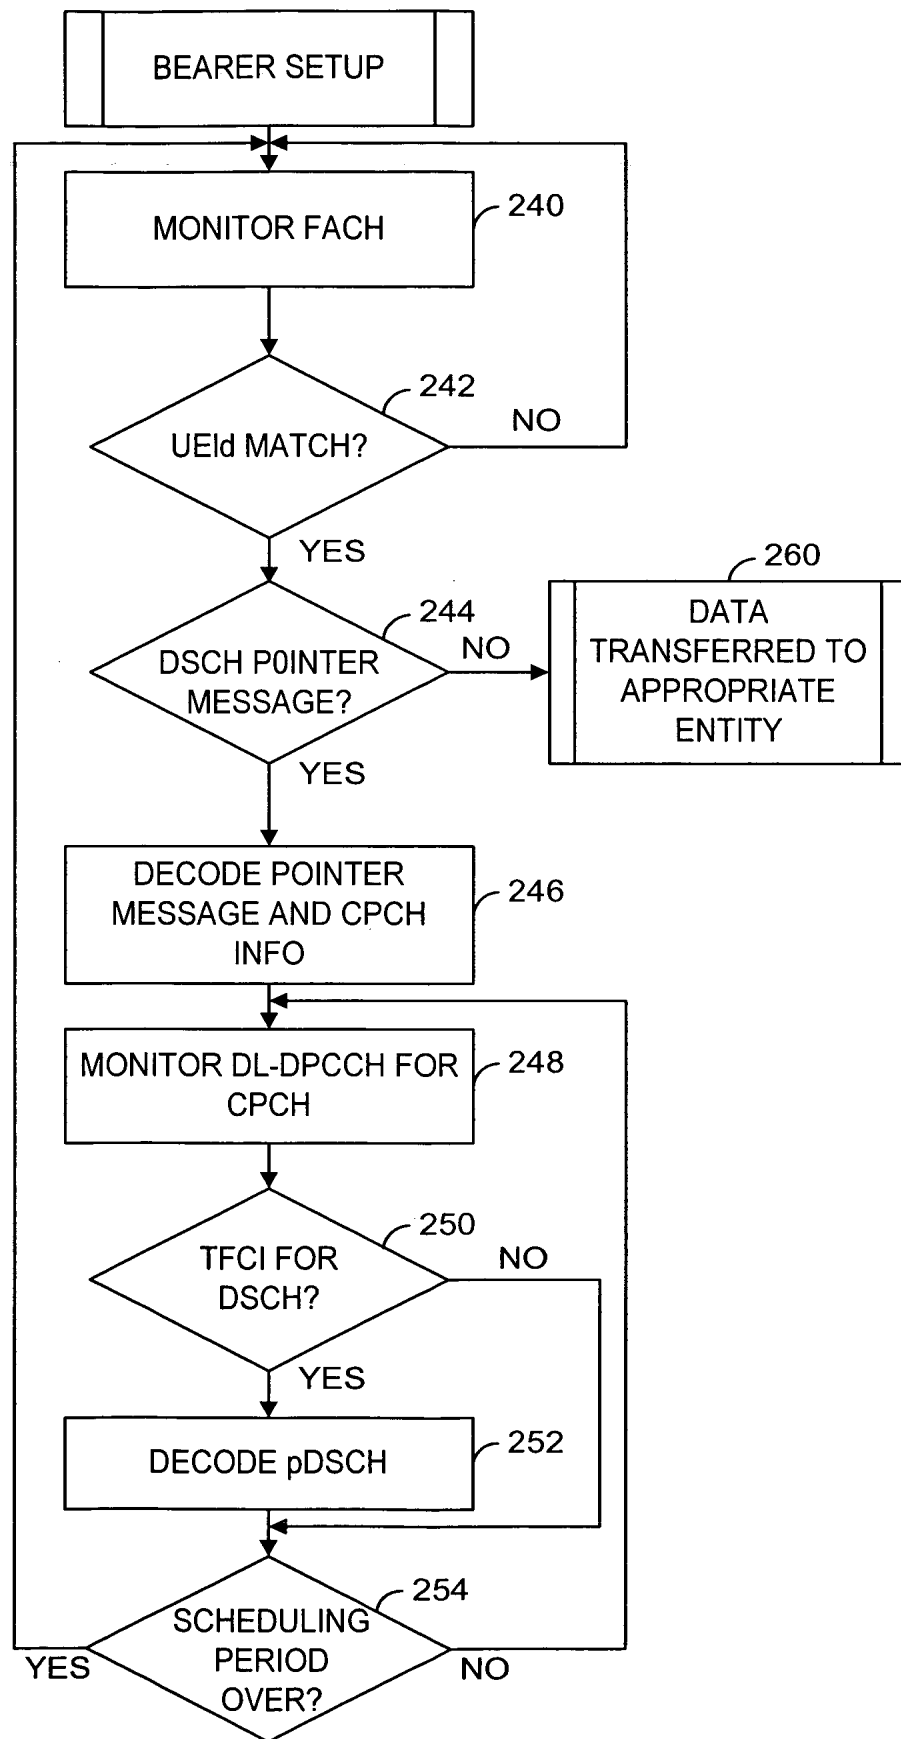 BEARER SETUP
MONITOR FACH
240
UEId MATCH?
242
NO
YES
DSCH P0INTER
MESSAGE?
244
NO
260
DATA
TRANSFERRED TO
APPROPRIATE
ENTITY
YES
DECODE POINTER
MESSAGE AND CPCH
INFO
246
MONITOR DL-DPCCH FOR
CPCH
248
TFCI FOR
DSCH?
250
NO
YES
DECODE pDSCH
252
SCHEDULING
PERIOD
OVER?
254
YES
NO